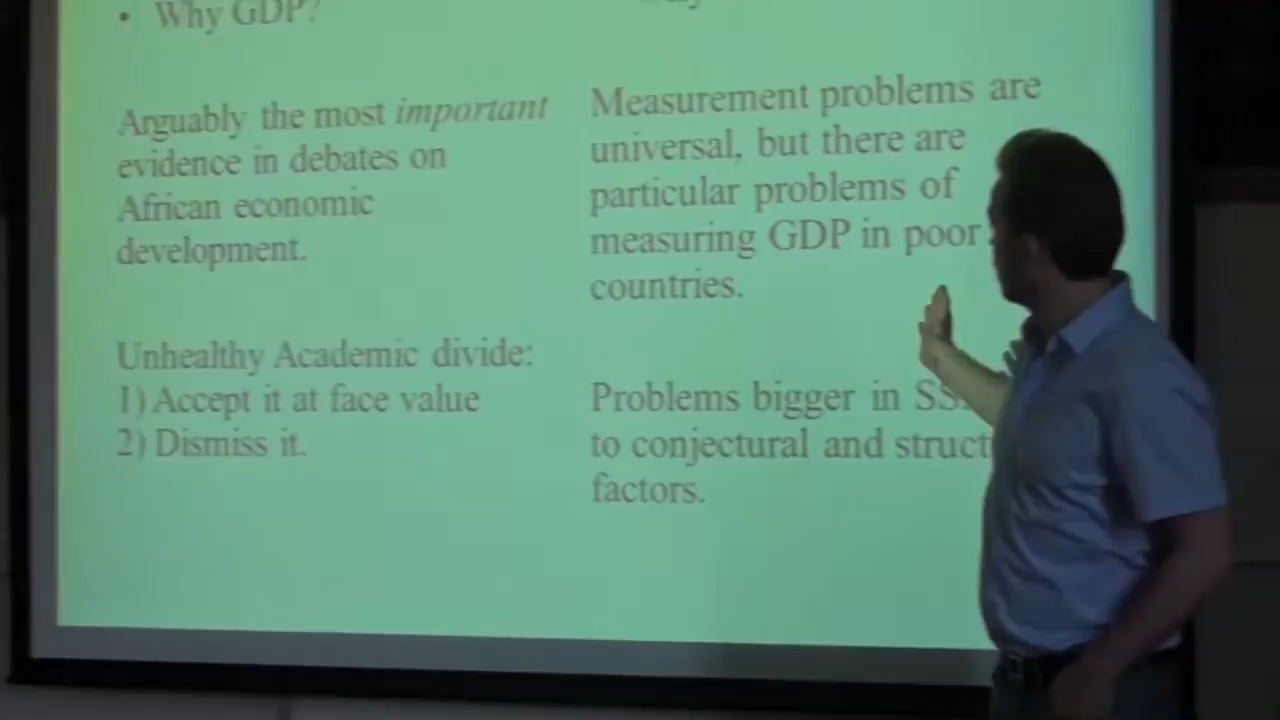 • Why GDP?
Arguably the most important
evidence in debates on
African economic
development.
Unhealthy Academic divide:
1) Accept it at face value
2) Dismiss it.
Measurement problems are
universal, but there are
particular problems of
measuring GDP in poor
countries.
Problems bigger in
to conjectural and
factors.